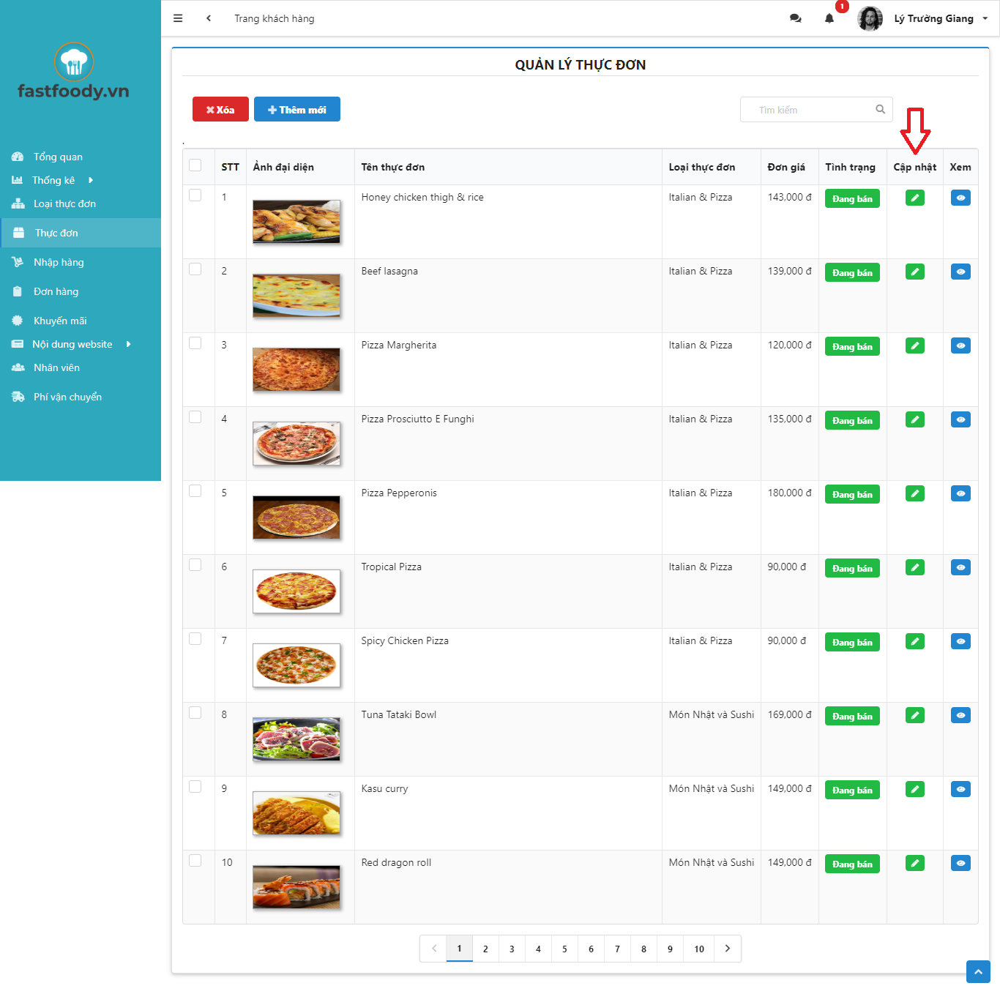 Trang khách hàng
1
Lý Trường Giang
fastfoody.vn
Tổng quan
Thống kê
Loại thực đơn
Thực đơn
Nhập hàng
Đơn hàng
Khuyến mãi
Nội dung website
Nhân viên
Phí vận chuyển
QUẢN LÝ THỰC ĐƠN
Xóa Thêm mới Tìm kiếm
.
STT Ảnh đại diện Tên thực đơn Loại thực đơn Đơn giá Tình trạng Cập nhật Xem
1 Honey chicken thigh & rice Italian & Pizza 143,000 đ Đang bán
2 Beef lasagna Italian & Pizza 139,000 đ Đang bán
3 Pizza Margherita Italian & Pizza 120,000 đ Đang bán
4 Pizza Prosciutto E Funghi Italian & Pizza 135,000 đ Đang bán
5 Pizza Pepperonis Italian & Pizza 180,000 đ Đang bán
6 Tropical Pizza Italian & Pizza 90,000 đ Đang bán
7 Spicy Chicken Pizza Italian & Pizza 90,000 đ Đang bán
8 Tuna Tataki Bowl Món Nhật và Sushi 169,000 đ Đang bán
9 Kasu curry Món Nhật và Sushi 149,000 đ Đang bán
10 Red dragon roll Món Nhật và Sushi 149,000 đ Đang bán
1 2 3 4 5 6 7 8 9 10